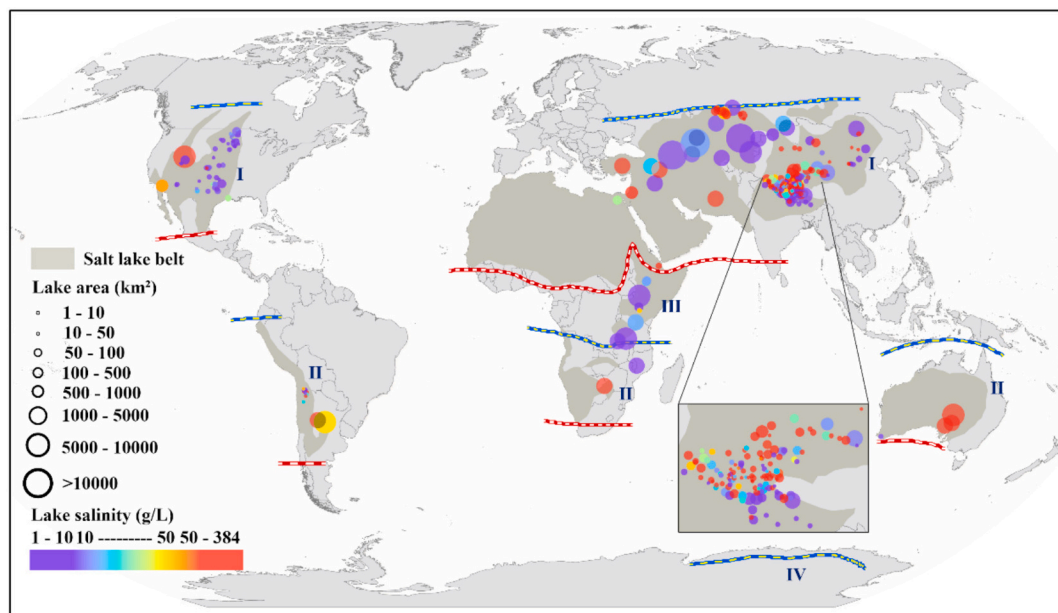 I
I
III
II
II
II
IV
Salt lake belt
Lake area (km²)
1 - 10
10 - 50
50 - 100
100 - 500
500 - 1000
1000 - 5000
5000 - 10000
>10000
Lake salinity (g/L)
1 - 10 10 --------- 50 50 - 384